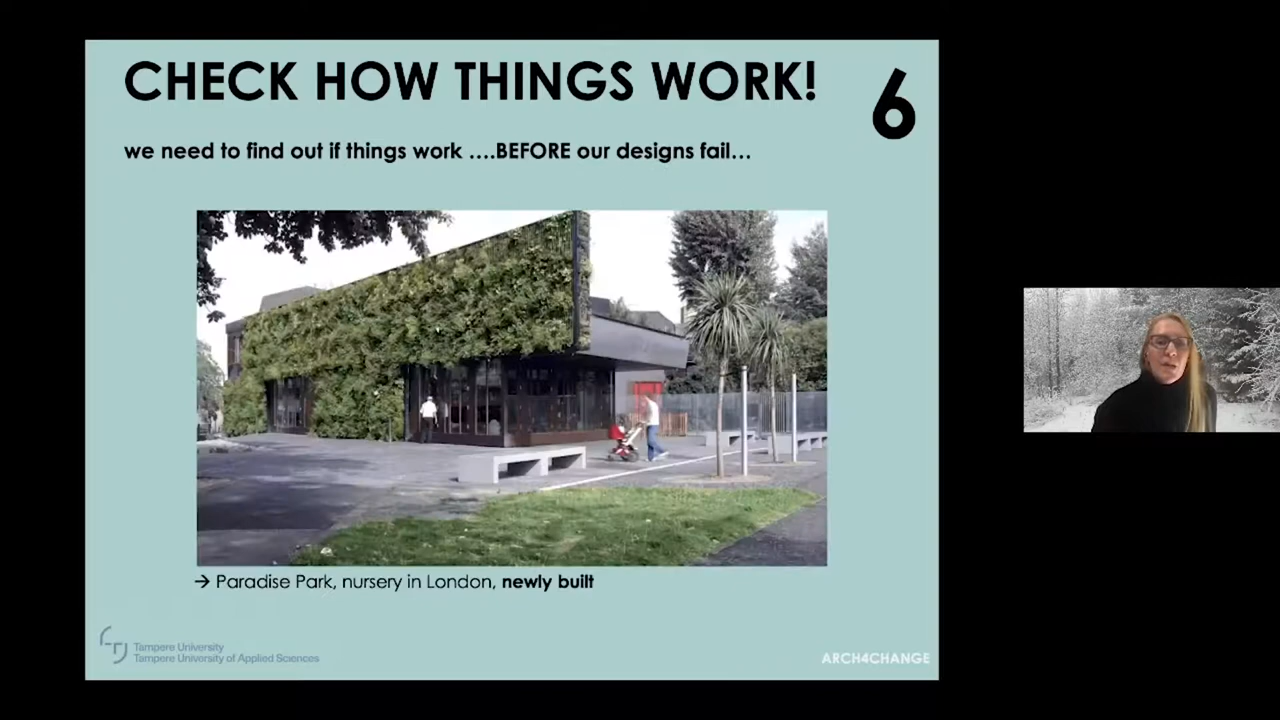 CHECK HOW THINGS WORK!
6
we need to find out if things work ....BEFORE our designs fail...
→ Paradise Park, nursery in London, newly built
Tampere University
Tampere University of Applied Sciences
ARCH4CHANGE